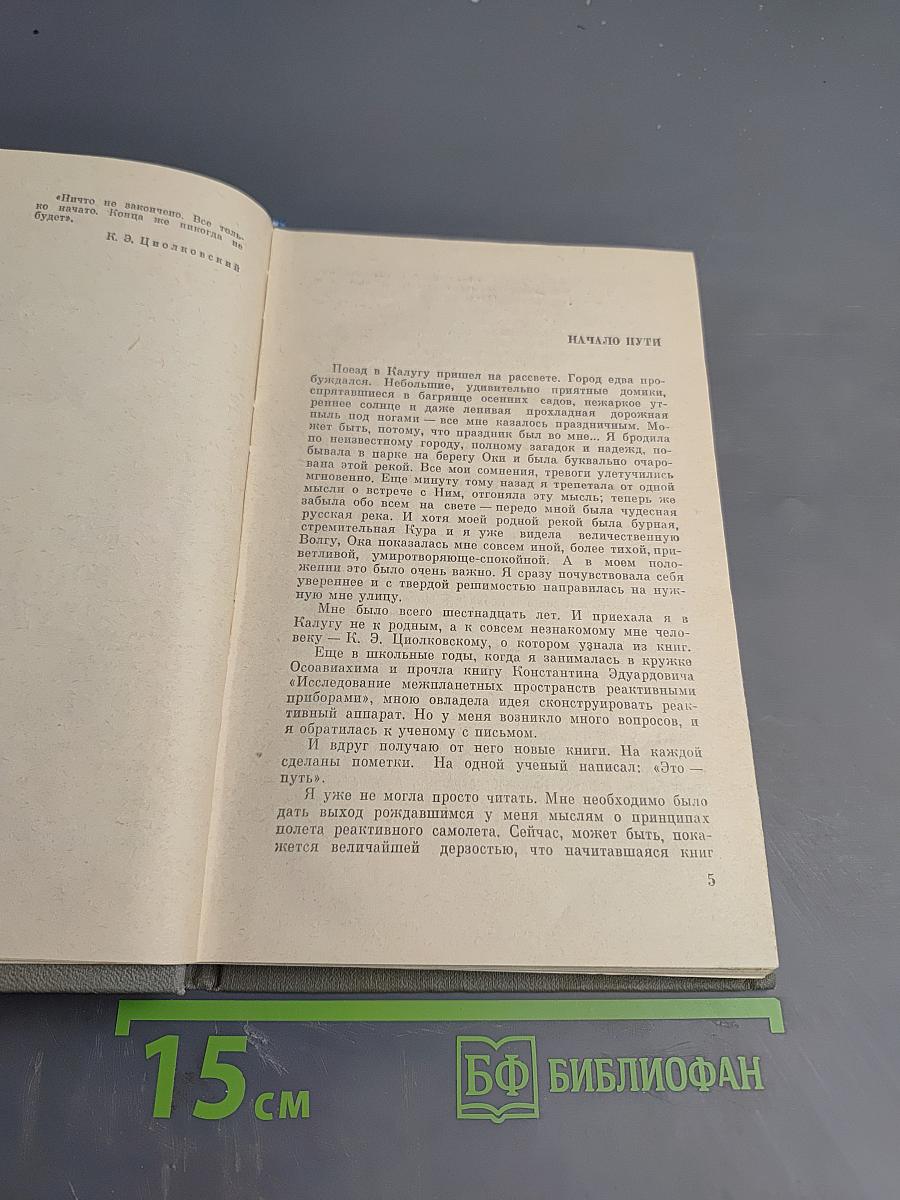 «Ничто не закончено. Все толь-
ко начато. Конца же никогда не
будет».
К. Э. Циолковский
НАЧАЛО ПУТИ
Поезд в Калугу пришел на рассвете. Город едва про-
буждался. Небольшие, удивительно приятные домики,
спрятавшиеся в багрянце осенних садов, нежаркое ут-
реннее солнце и даже ленивая прохладная дорожная
пыль под ногами — все мне казалось праздничным. Мо-
жет быть, потому, что праздник был во мне... Я бродила
по неизвестному городу, полному загадок и надежд, по-
бывала в парке на берегу Оки и была буквально очаро-
вана этой рекой. Все мои сомнения, тревоги улетучились
мгновенно. Еще минуту тому назад я трепетала от одной
мысли о встрече с Ним, отгоняла эту мысль; теперь же
забыла обо всем на свете — передо мной была чудесная
русская река. И хотя моей родной рекой была бурная,
стремительная Кура и я уже видела величественную
Волгу, Ока показалась мне совсем иной, более тихой, при-
ветливой, умиротворяюще-спокойной. А в моем поло-
жении это было очень важно. Я сразу почувствовала себя
увереннее и с твердой решимостью направилась на нуж-
ную мне улицу.
Мне было всего шестнадцать лет. И приехала я в
Калугу не к родным, а к совсем незнакомому мне чело-
веку — К. Э. Циолковскому, о котором узнала из книг.
Еще в школьные годы, когда я занималась в кружке
Осоавиахима и прочла книгу Константина Эдуардовича
«Исследование межпланетных пространств реактивными
приборами», мною овладела идея сконструировать реак-
тивный аппарат. Но у меня возникло много вопросов, и
я обратилась к ученому с письмом.
И вдруг получаю от него новые книги. На каждой
сделаны пометки. На одной ученый написал: «Это —
путь».
Я уже не могла просто читать. Мне необходимо было
дать выход рождавшимся у меня мыслям о принципах
полета реактивного самолета. Сейчас, может быть, пока-
жется величайшей дерзостью, что начитавшаяся книг
5
15 см
БФ БИБЛИОФАН